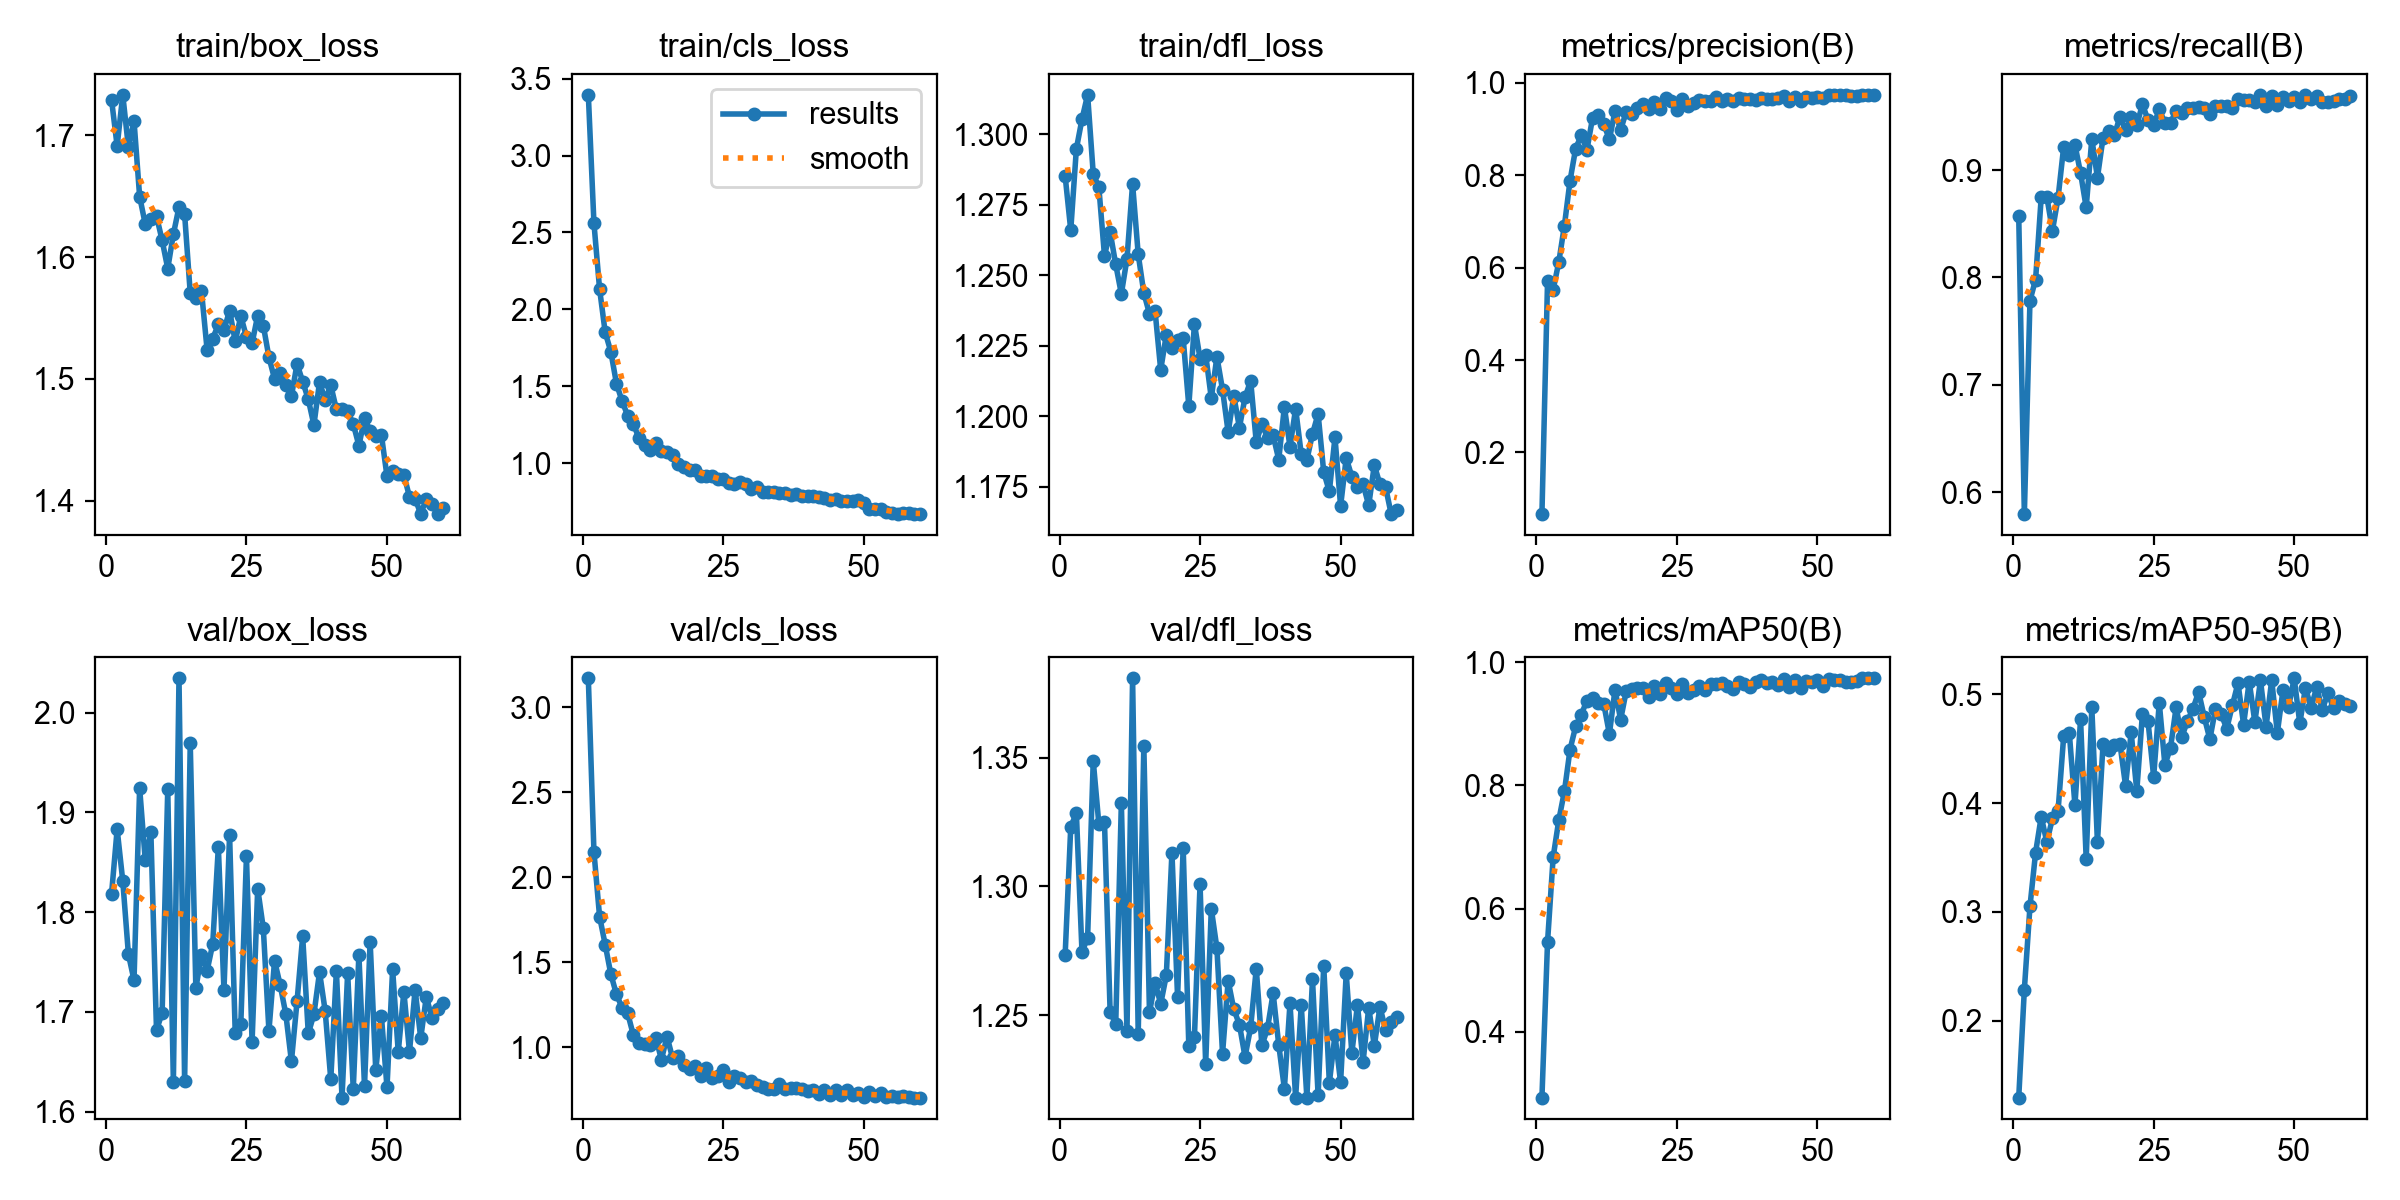 train/box_loss
1.7
1.6
1.5
1.4
0 25 50
train/cls_loss
3.5
3.0
2.5
2.0
1.5
1.0
results
smooth
0 25 50
train/dfl_loss
1.300
1.275
1.250
1.225
1.200
1.175
0 25 50
metrics/precision(B)
1.0
0.8
0.6
0.4
0.2
0 25 50
metrics/recall(B)
0.9
0.8
0.7
0.6
0 25 50
val/box_loss
2.0
1.9
1.8
1.7
1.6
0 25 50
val/cls_loss
3.0
2.5
2.0
1.5
1.0
0 25 50
val/dfl_loss
1.35
1.30
1.25
0 25 50
metrics/mAP50(B)
1.0
0.8
0.6
0.4
0 25 50
metrics/mAP50-95(B)
0.5
0.4
0.3
0.2
0 25 50